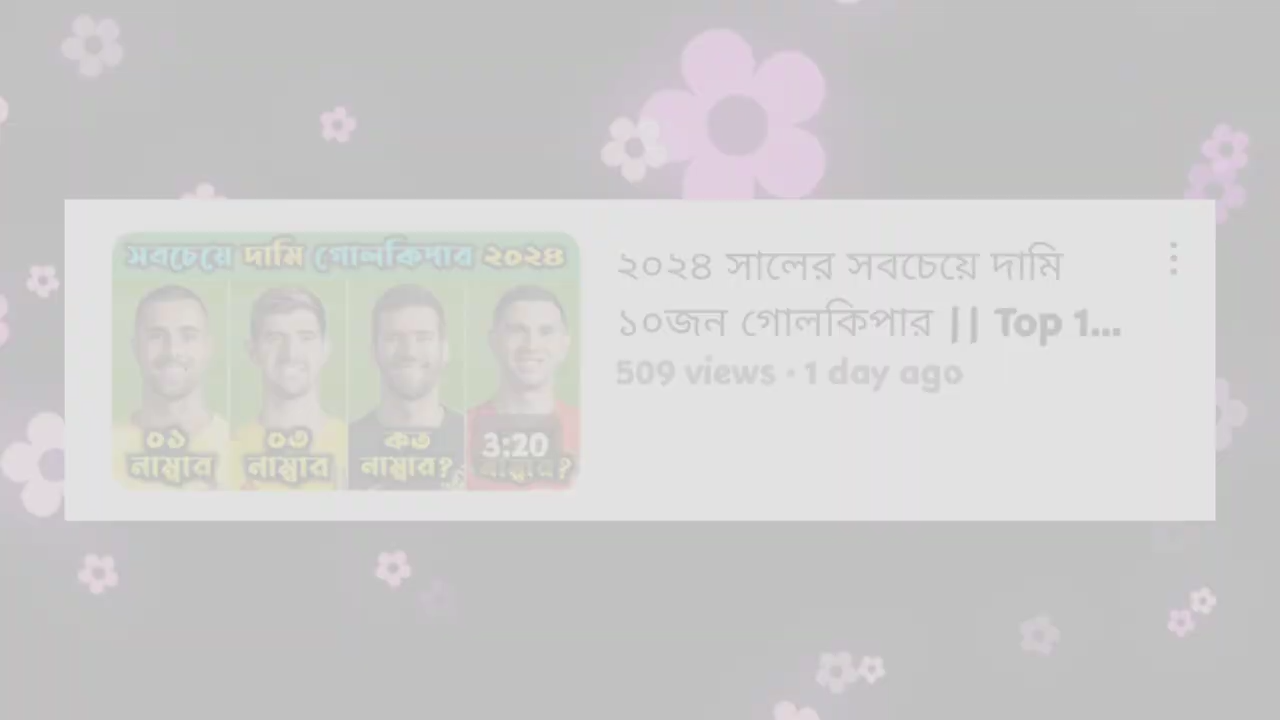 সবচেয়ে দামি গোলকিপার ২০২৪
০১ নাম্বার
০৩ নাম্বার
কত নাম্বার?
নাম্বার?
3:20
২০২৪ সালের সবচেয়ে দামি
১০জন গোলকিপার || Top 1...
509 views • 1 day ago